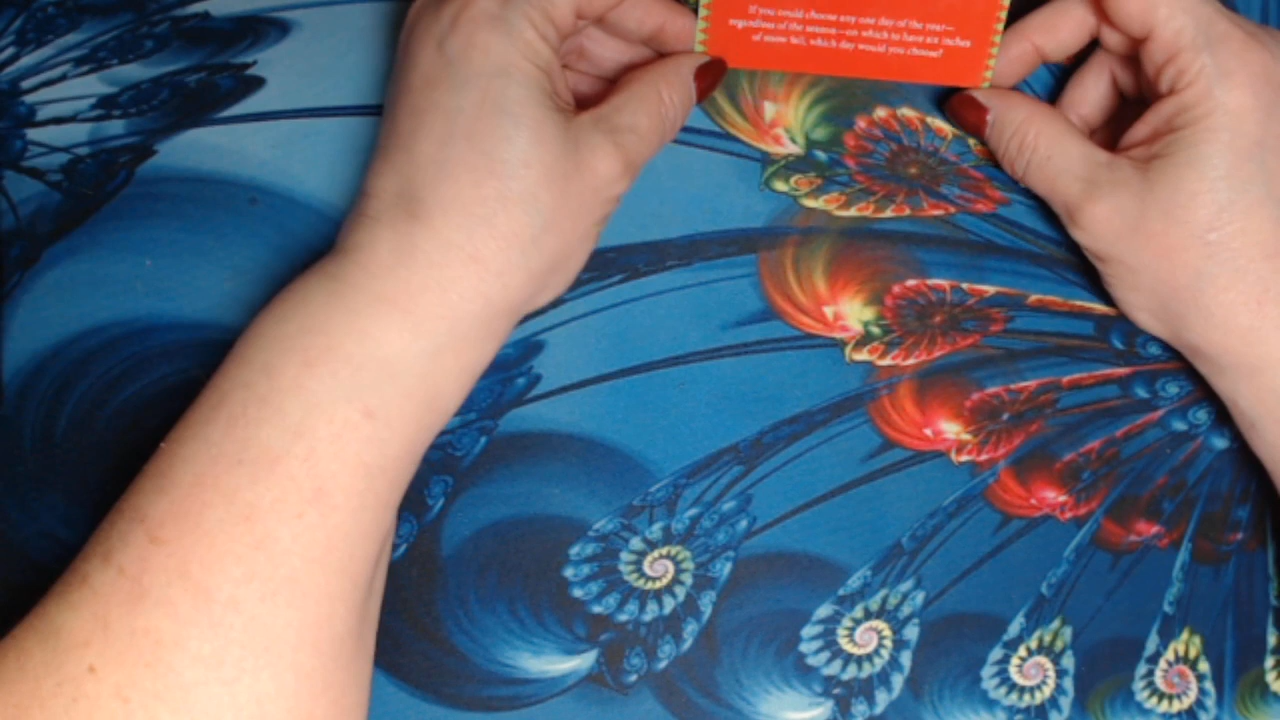 If you could choose any one day of the year—
regardless of the season—on which to have six inches
of snow fall, which day would you choose?